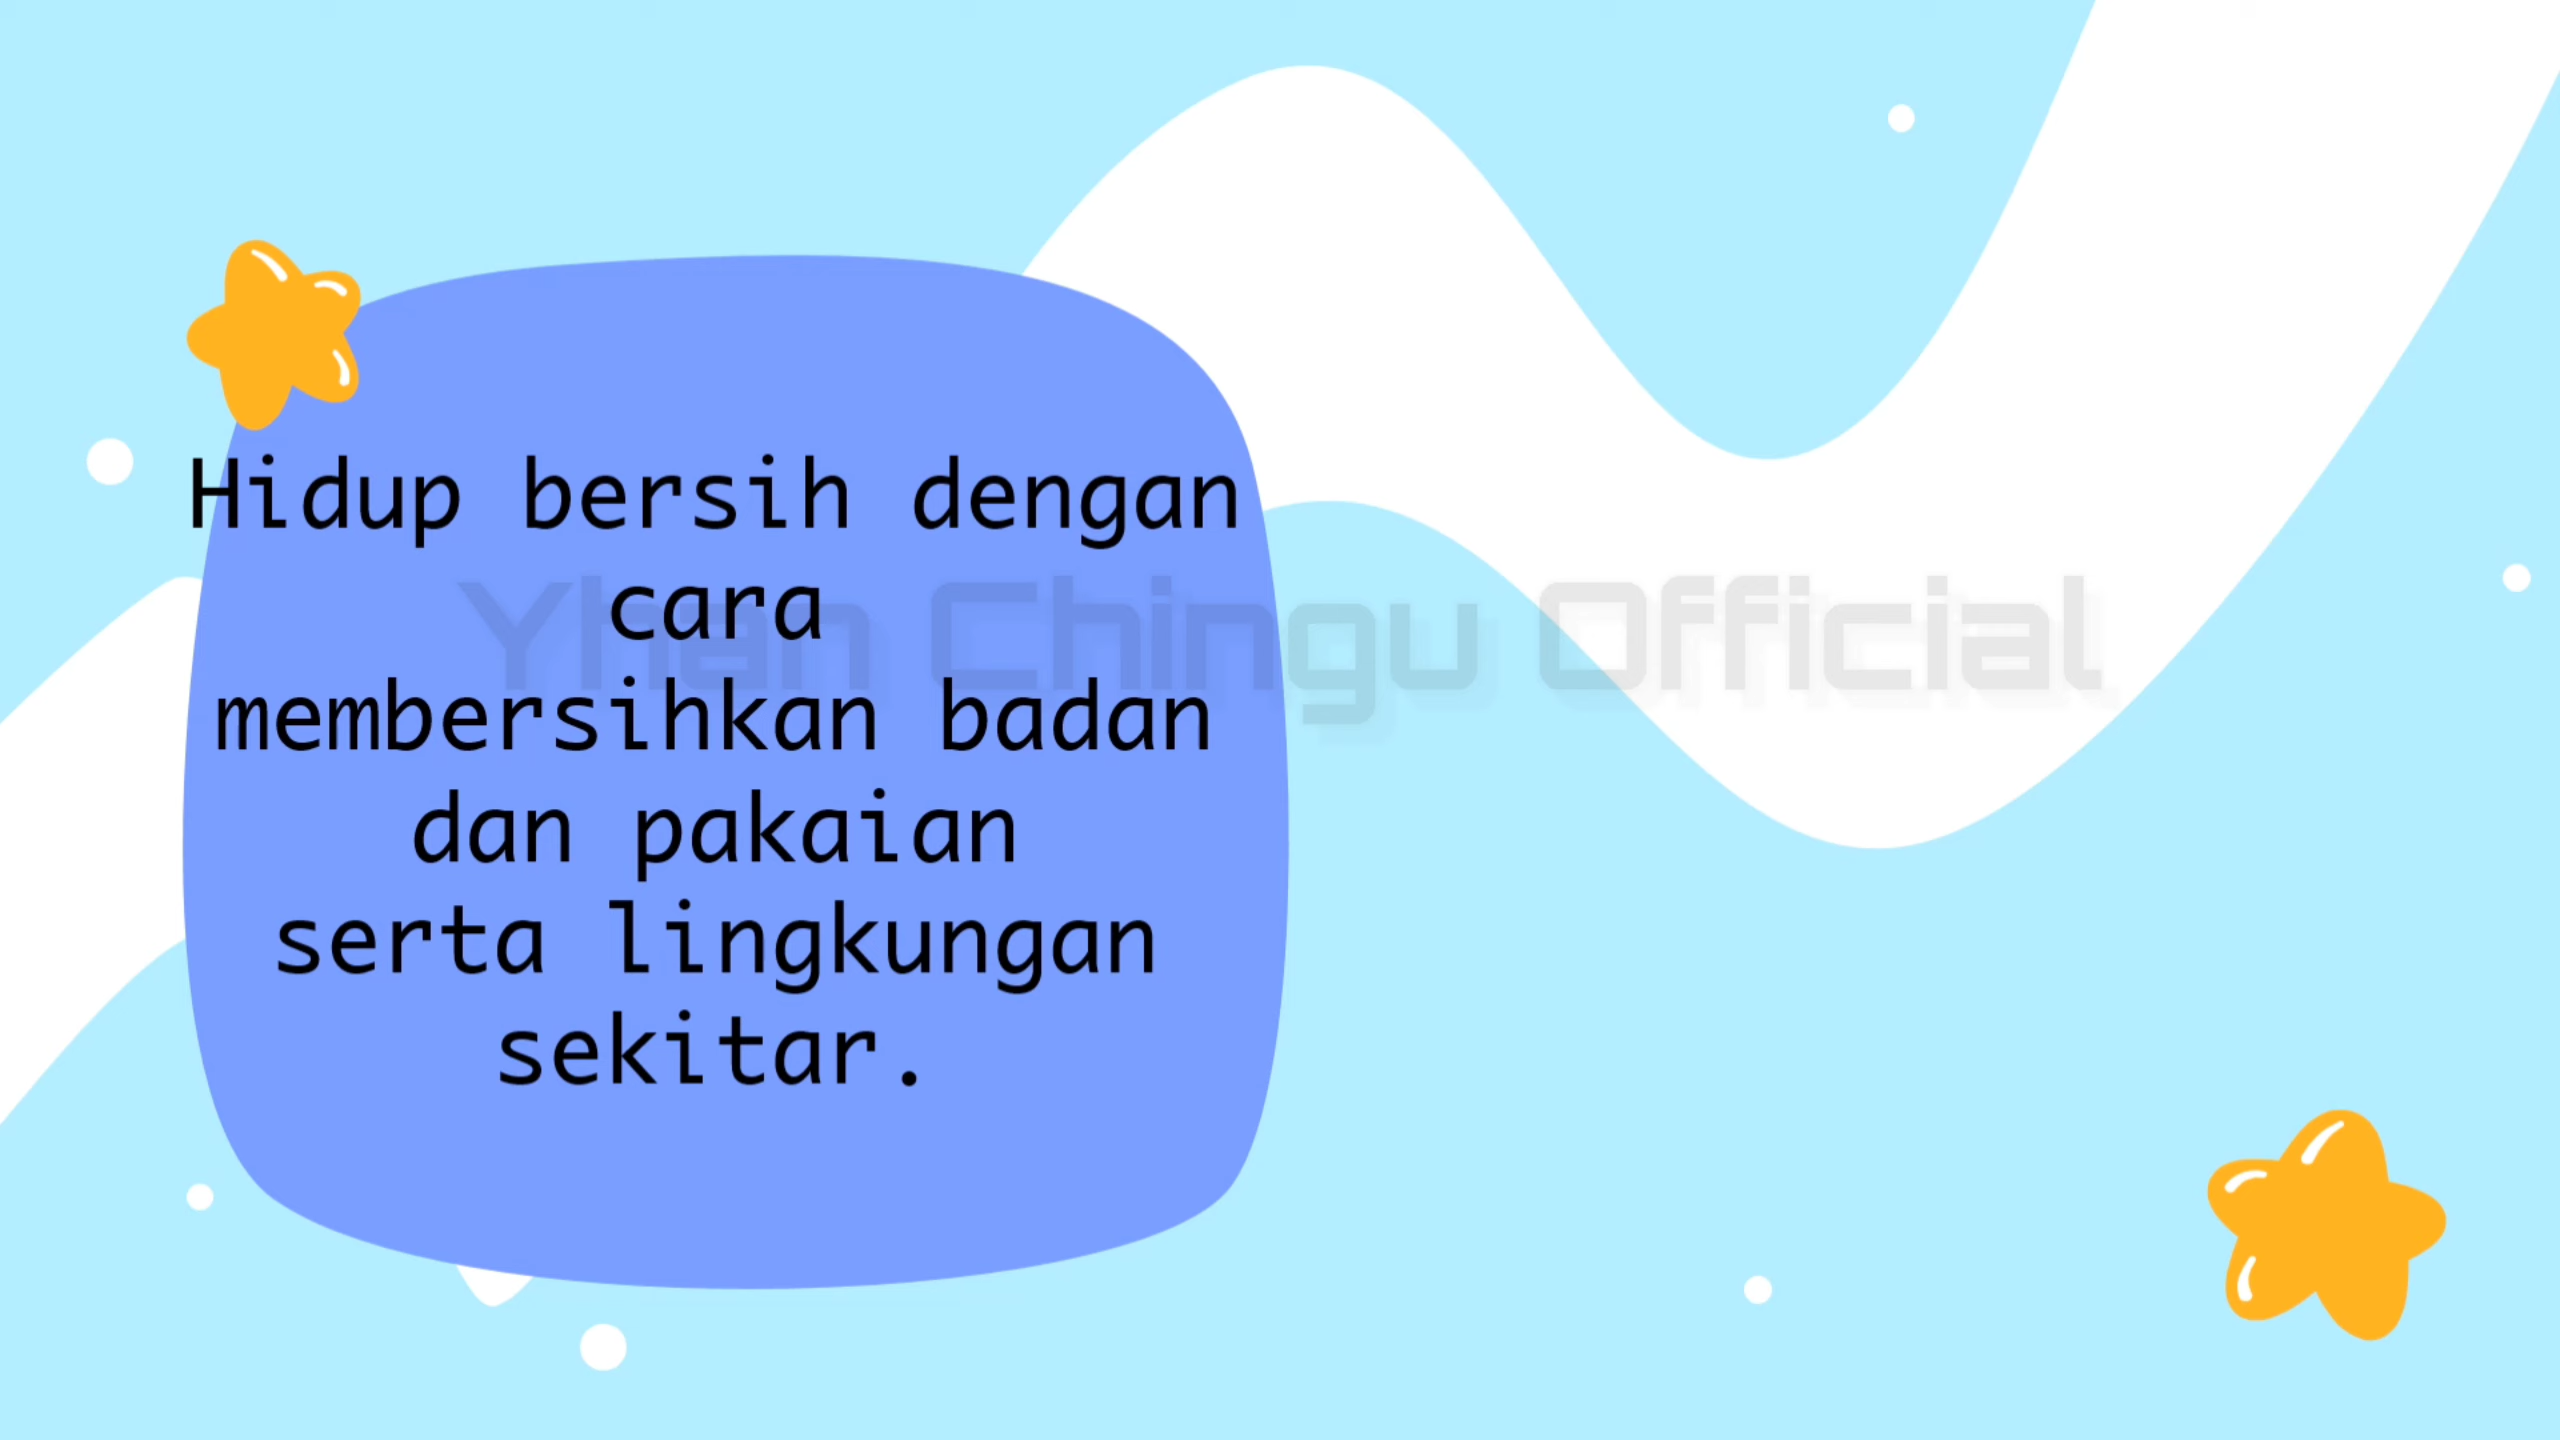 Hidup bersih dengan
cara
membersihkan badan
dan pakaian
serta lingkungan
sekitar.
Yhan Chingu Official